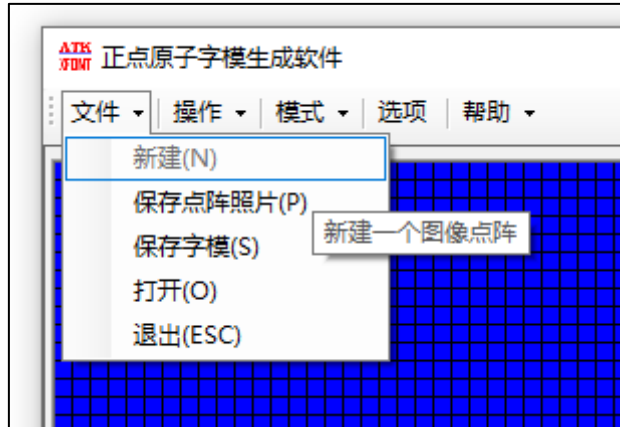 ATK
XFONT 正点原子字模生成软件
文件 操作 模式 选项 帮助
新建(N)
保存点阵照片(P)
新建一个图像点阵
保存字模(S)
打开(O)
退出(ESC)